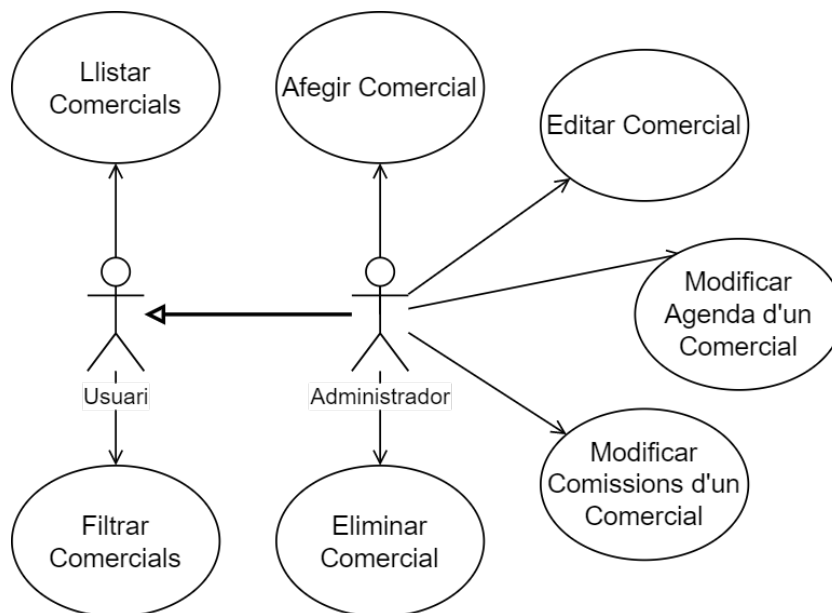 Llistar
Comercials
Afegir Comercial
Editar Comercial
Modificar
Agenda d'un
Comercial
Usuari
Administrador
Modificar
Comissions d'un
Comercial
Filtrar
Comercials
Eliminar
Comercial